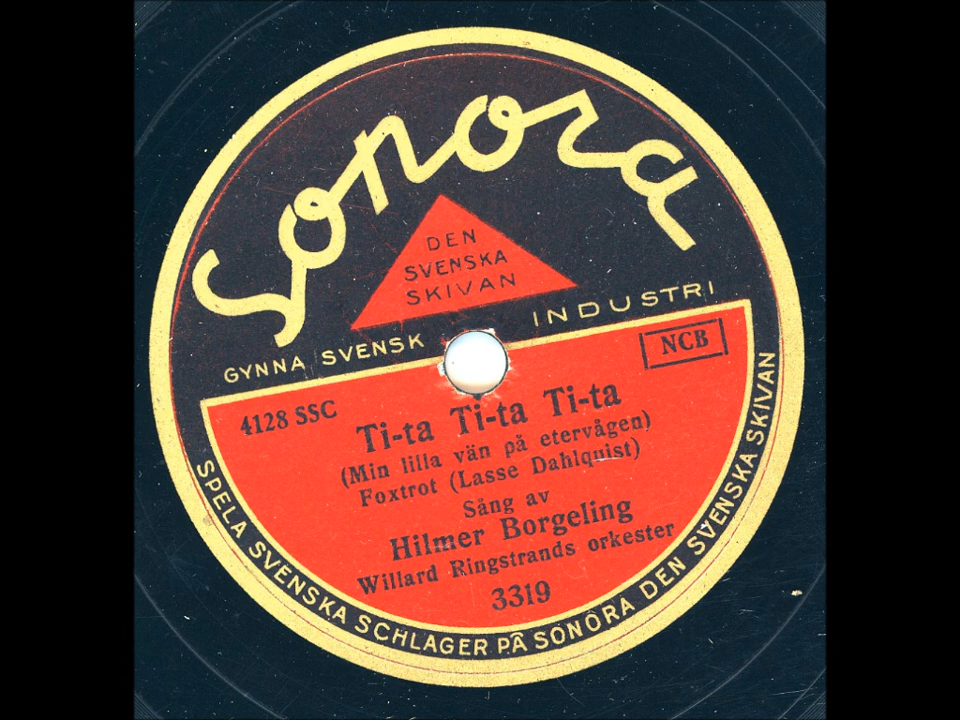 Sonora
DEN
SVENSKA
SKIVAN
GYNNA SVENSK INDUSTRI
NCB
4128 SSC
Ti-ta Ti-ta Ti-ta
(Min lilla vän på etervågen)
Foxtrot (Lasse Dahlquist)
Sång av
Hilmer Borgeling
Willard Ringstrands orkester
3319
SPELA SVENSKA SCHLAGER PÅ SONORA DEN SVENSKA SKIVAN